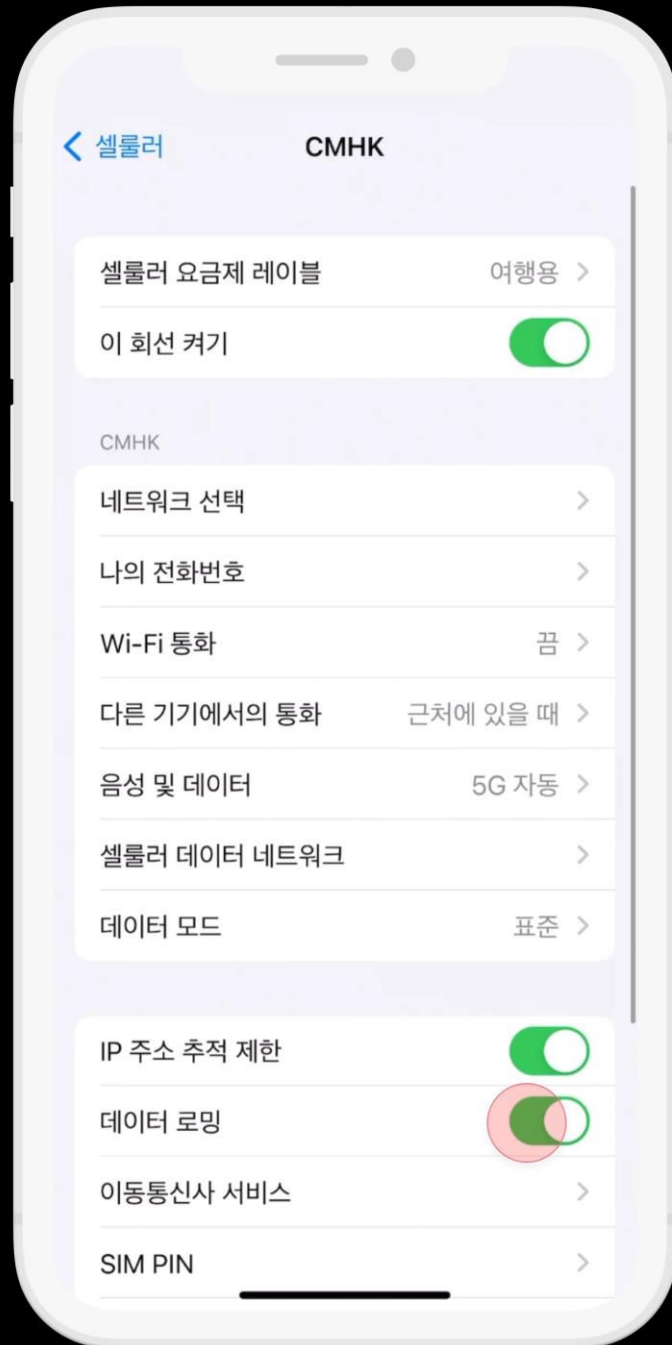 셀룰러 CMHK
셀룰러 요금제 레이블 여행용
이 회선 켜기
CMHK
네트워크 선택
나의 전화번호
Wi-Fi 통화 끔
다른 기기에서의 통화 근처에 있을 때
음성 및 데이터 5G 자동
셀룰러 데이터 네트워크
데이터 모드 표준
IP 주소 추적 제한
데이터 로밍
이동통신사 서비스
SIM PIN